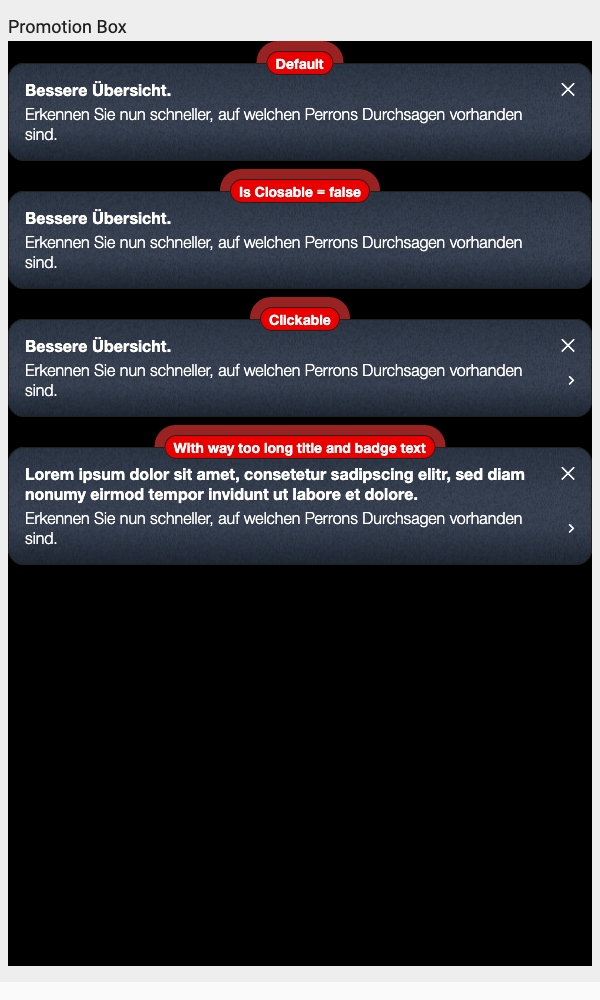 Promotion Box
Default
Bessere Übersicht.
Erkennen Sie nun schneller, auf welchen Perrons Durchsagen vorhanden
sind.
Is Closable = false
Bessere Übersicht.
Erkennen Sie nun schneller, auf welchen Perrons Durchsagen vorhanden
sind.
Clickable
Bessere Übersicht.
Erkennen Sie nun schneller, auf welchen Perrons Durchsagen vorhanden
sind.
With way too long title and badge text
Lorem ipsum dolor sit amet, consetetur sadipscing elitr, sed diam
nonumy eirmod tempor invidunt ut labore et dolore.
Erkennen Sie nun schneller, auf welchen Perrons Durchsagen vorhanden
sind.